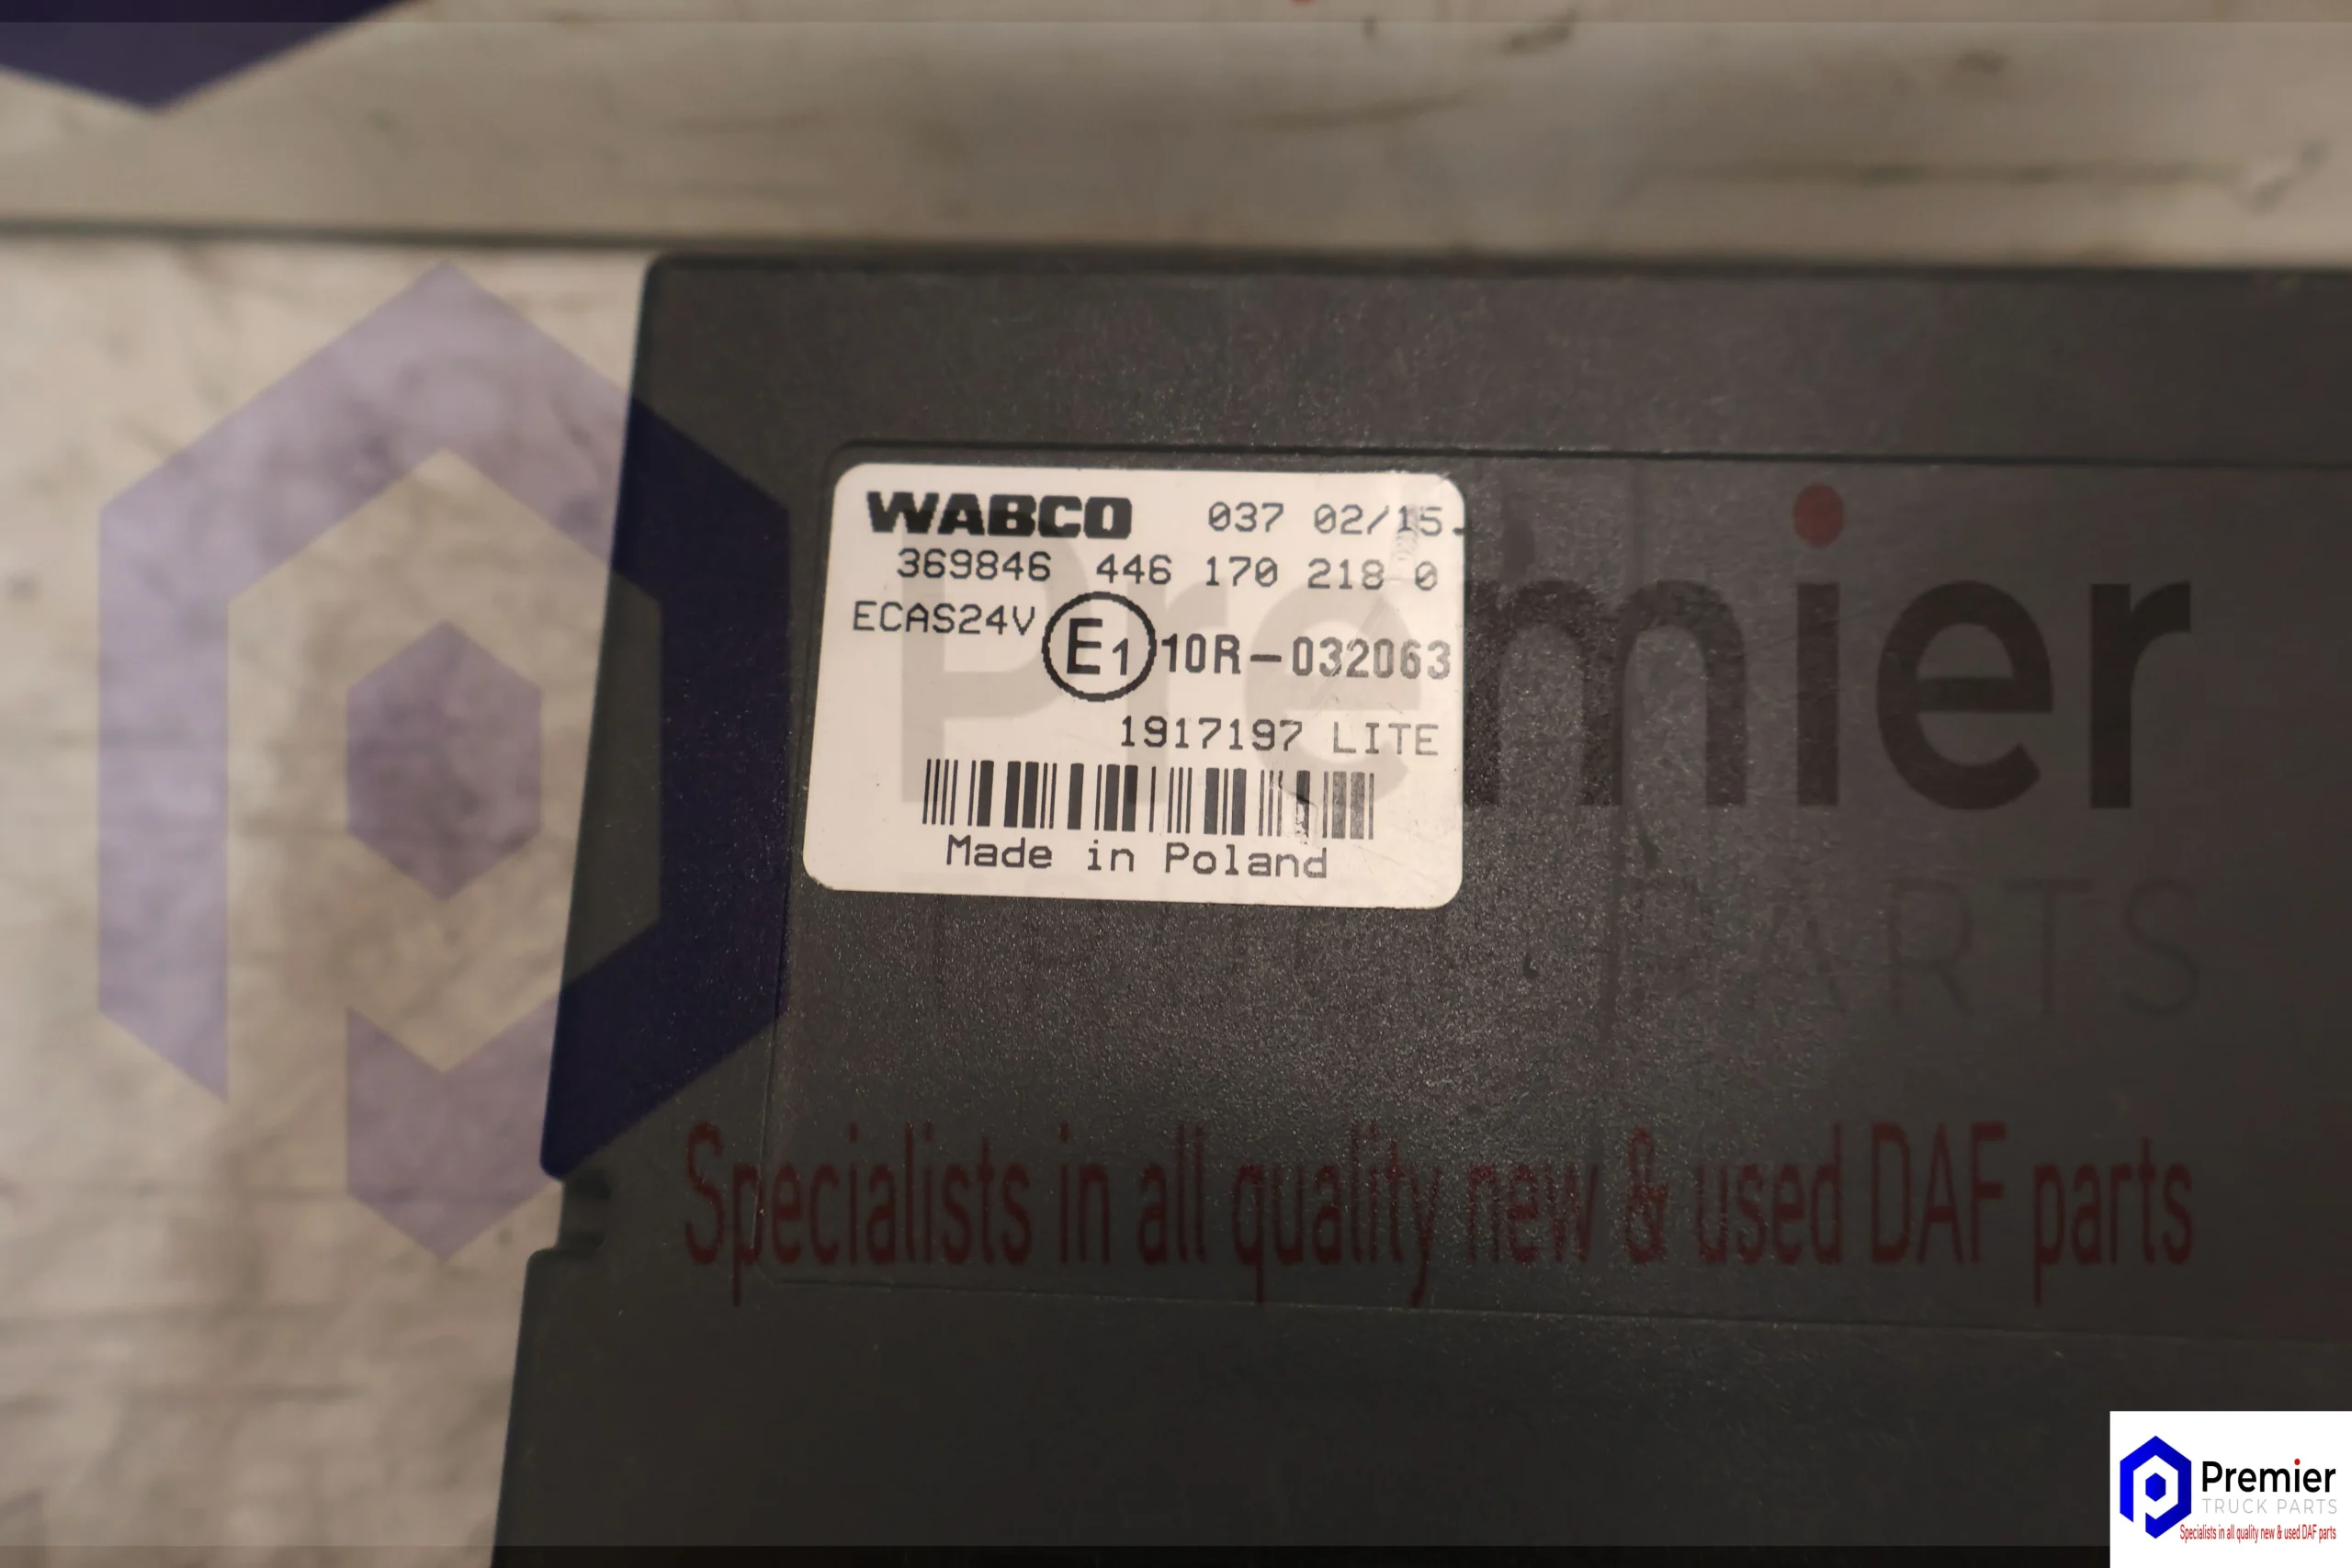 WABCO 037 02/15.
369846 446 170 218 0
ECAS24V E1 10R-032063
1917197 LITE
Made in Poland
Premier
TRUCK PARTS
Specialists in all quality new & used DAF parts
Premier
TRUCK PARTS
Specialists in all quality new & used DAF parts